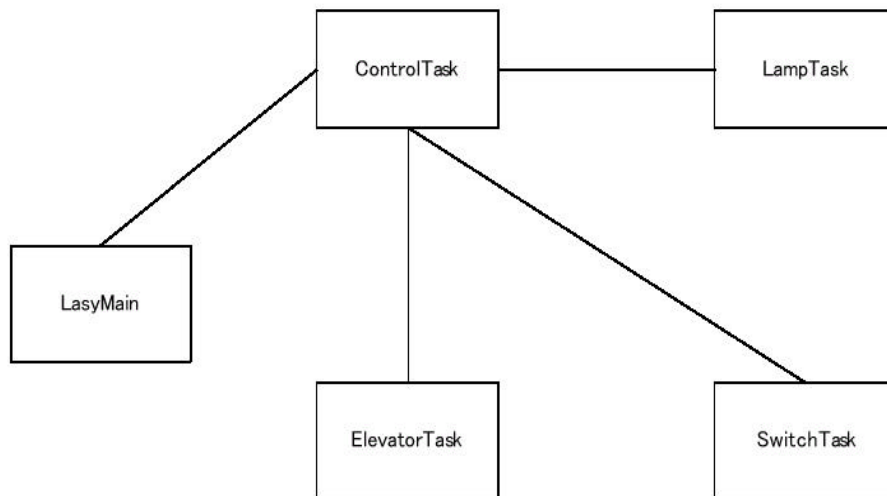 ControlTask
LampTask
LasyMain
ElevatorTask
SwitchTask